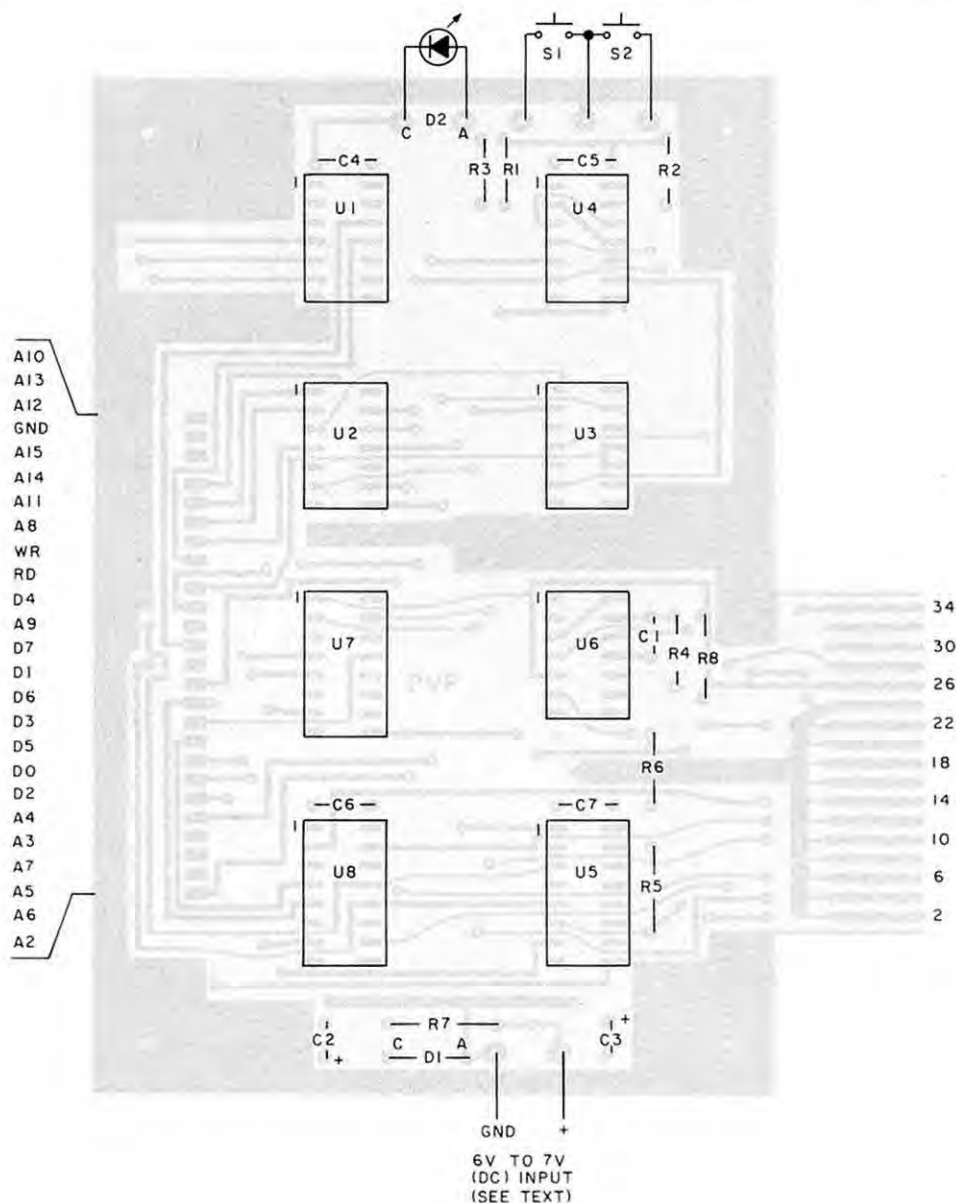 S1 S2
C D2 A
C4 C5
R3 R1 R2
1 1
U1 U4
A10
A13
A12
GND
A15
A14
A11
A8
WR
RD
D4
A9
D7
D1
D6
D3
D5
D0
D2
A4
A3
A7
A5
A6
A2
1 1
U2 U3
1 1
U7 U6
C1 R4 R8
PVP
R6
C6 C7
1 1
U8 U5
R5
34
30
26
22
18
14
10
6
2
R7
C2 C A C3 +
+ D1
GND +
6V TO 7V
(DC) INPUT
(SEE TEXT)